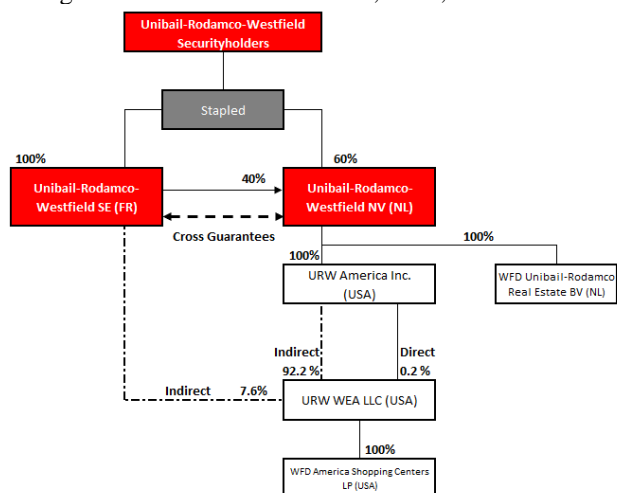 Unibail-Rodamco-Westfield
Securityholders
Stapled
100%
60%
Unibail-Rodamco-
Westfield SE (FR)
40%
Unibail-Rodamco-
Westfield NV (NL)
Cross Guarantees
100%
100%
URW America Inc.
(USA)
WFD Unibail-Rodamco
Real Estate BV (NL)
Indirect
92.2 %
Direct
0.2 %
Indirect 7.6%
URW WEA LLC (USA)
100%
WFD America Shopping Centers
LP (USA)